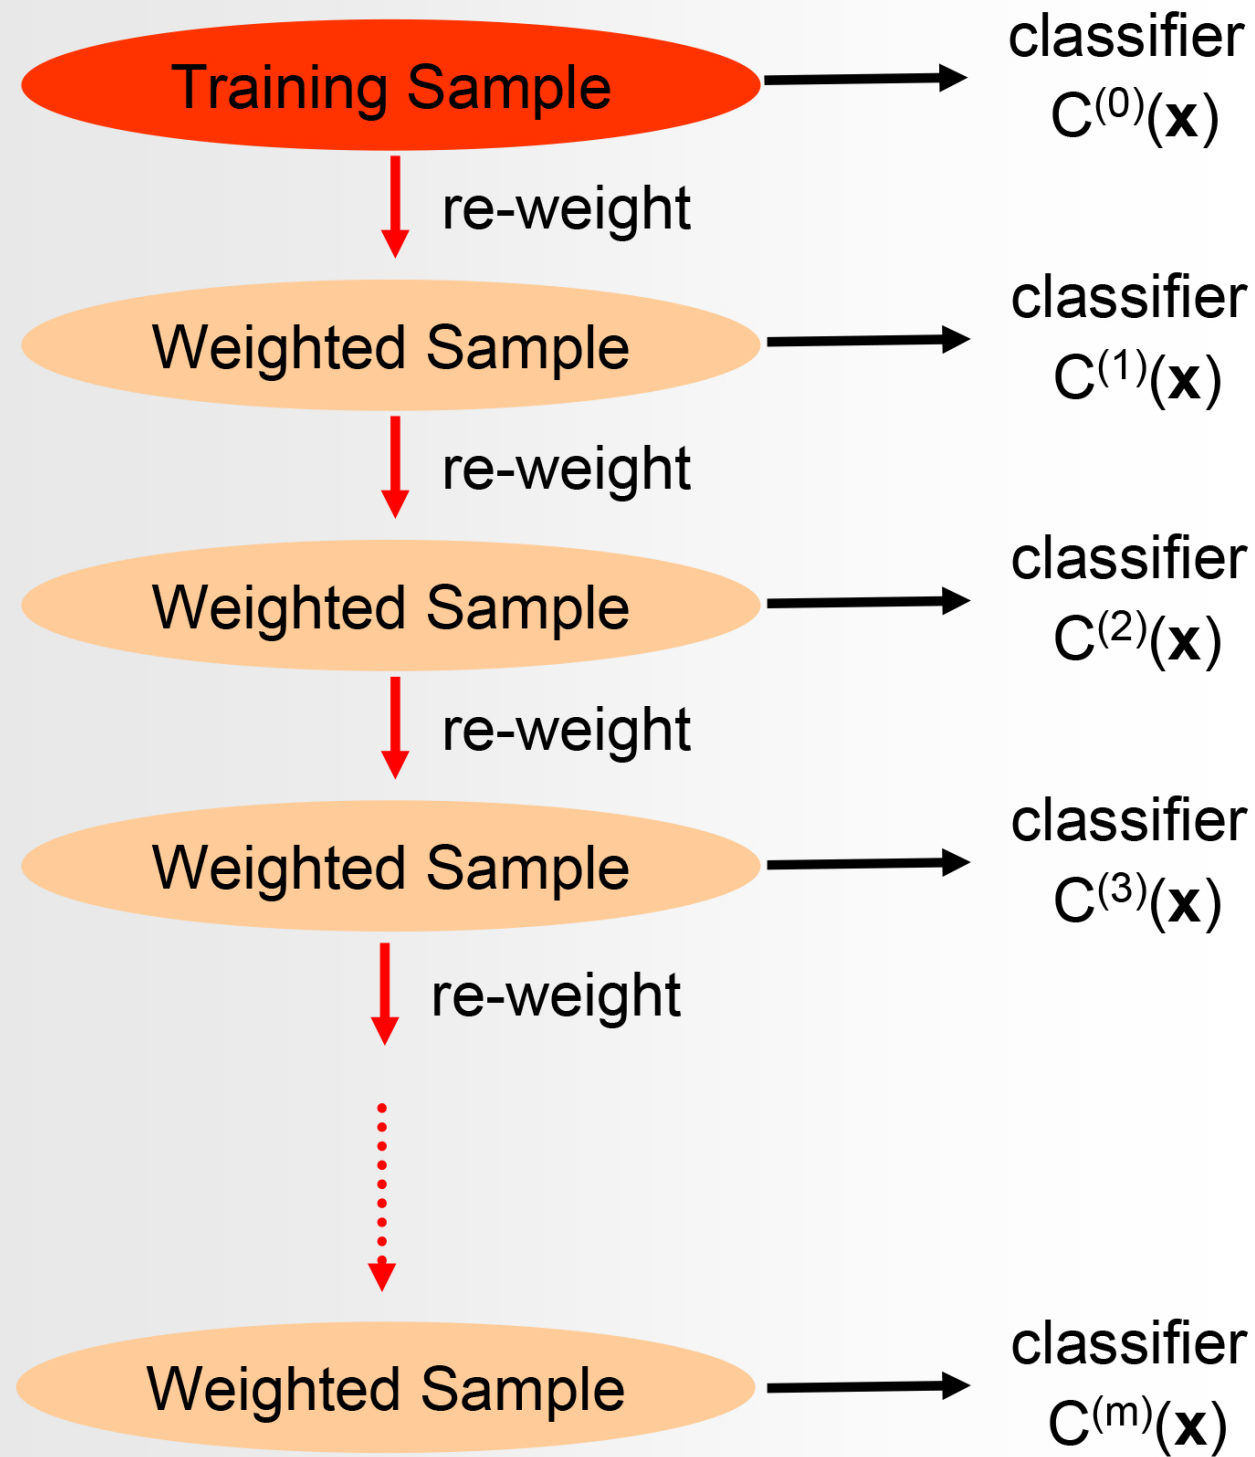 Training Sample
classifier
C^(0)(x)
re-weight
Weighted Sample
classifier
C^(1)(x)
re-weight
Weighted Sample
classifier
C^(2)(x)
re-weight
Weighted Sample
classifier
C^(3)(x)
re-weight
Weighted Sample
classifier
C^(m)(x)